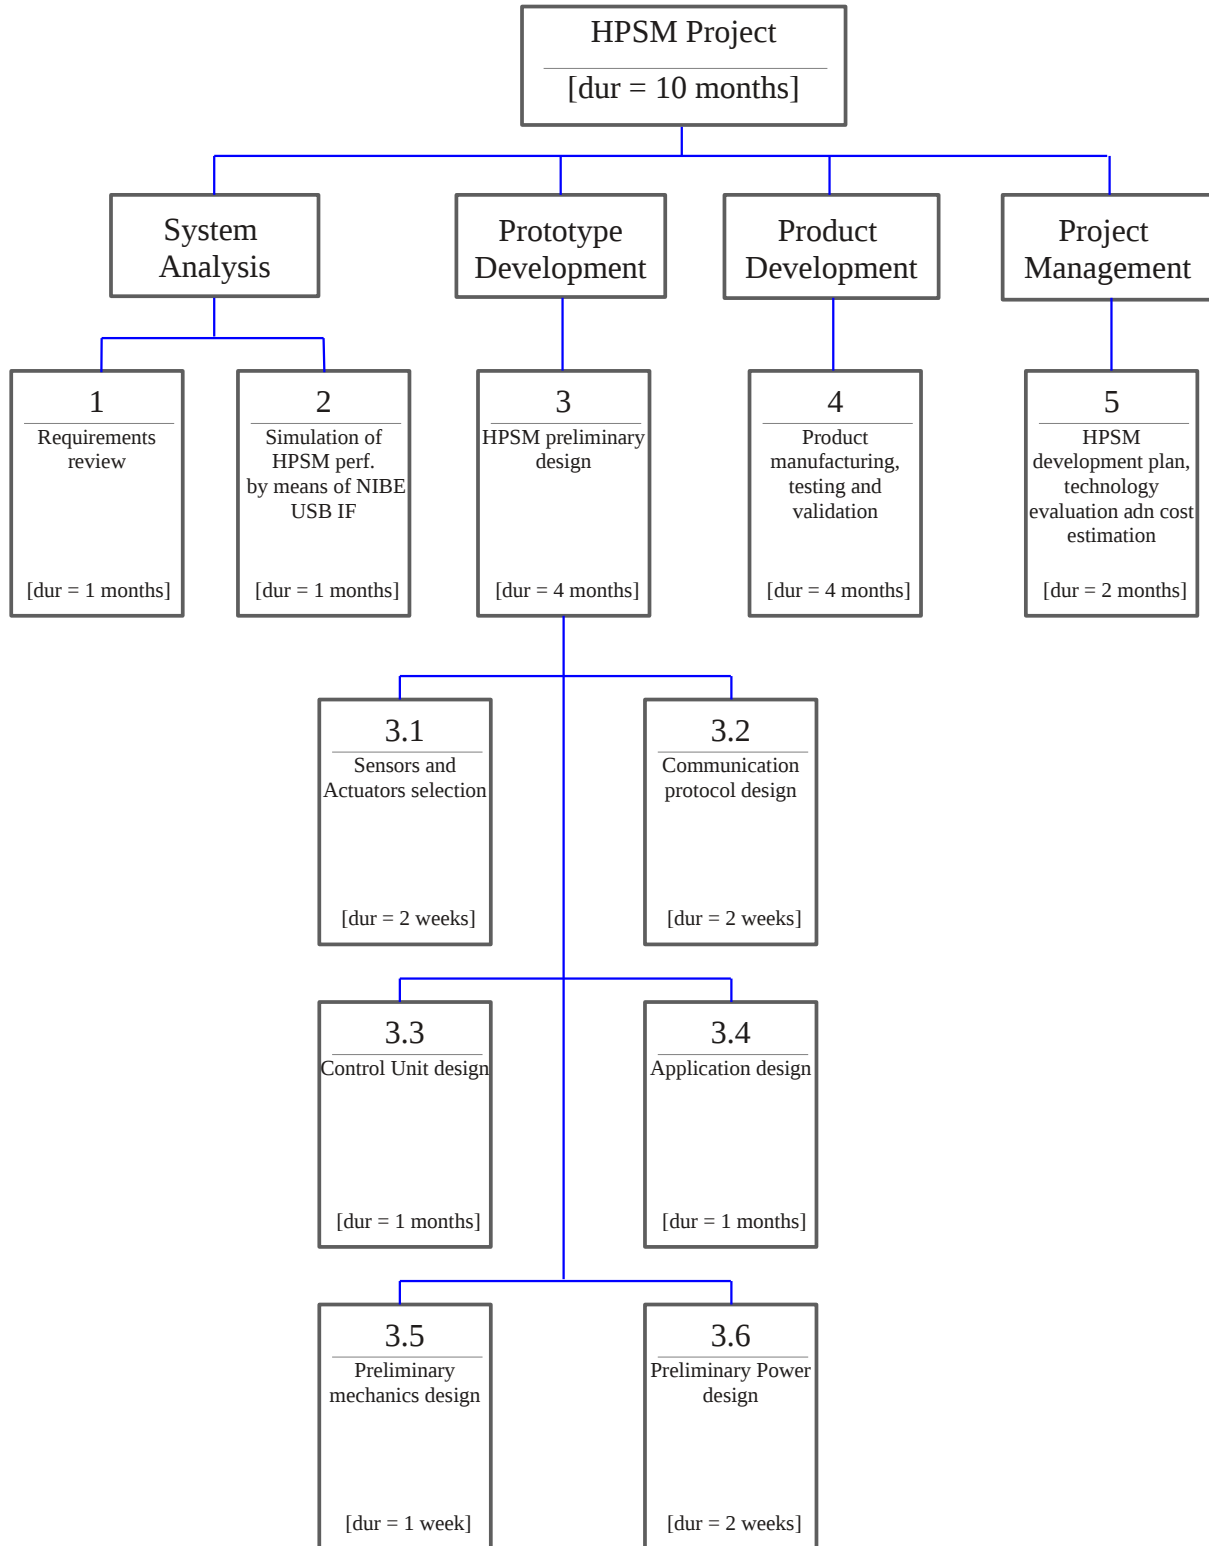 HPSM Project
[dur = 10 months]
System
Analysis
Prototype
Development
Product
Development
Project
Management
1
Requirements
review
[dur = 1 months]
2
Simulation of
HPSM perf.
by means of NIBE
USB IF
[dur = 1 months]
3
HPSM preliminary
design
[dur = 4 months]
4
Product
manufacturing,
testing and
validation
[dur = 4 months]
5
HPSM
development plan,
technology
evaluation adn cost
estimation
[dur = 2 months]
3.1
Sensors and
Actuators selection
[dur = 2 weeks]
3.2
Communication
protocol design
[dur = 2 weeks]
3.3
Control Unit design
[dur = 1 months]
3.4
Application design
[dur = 1 months]
3.5
Preliminary
mechanics design
[dur = 1 week]
3.6
Preliminary Power
design
[dur = 2 weeks]